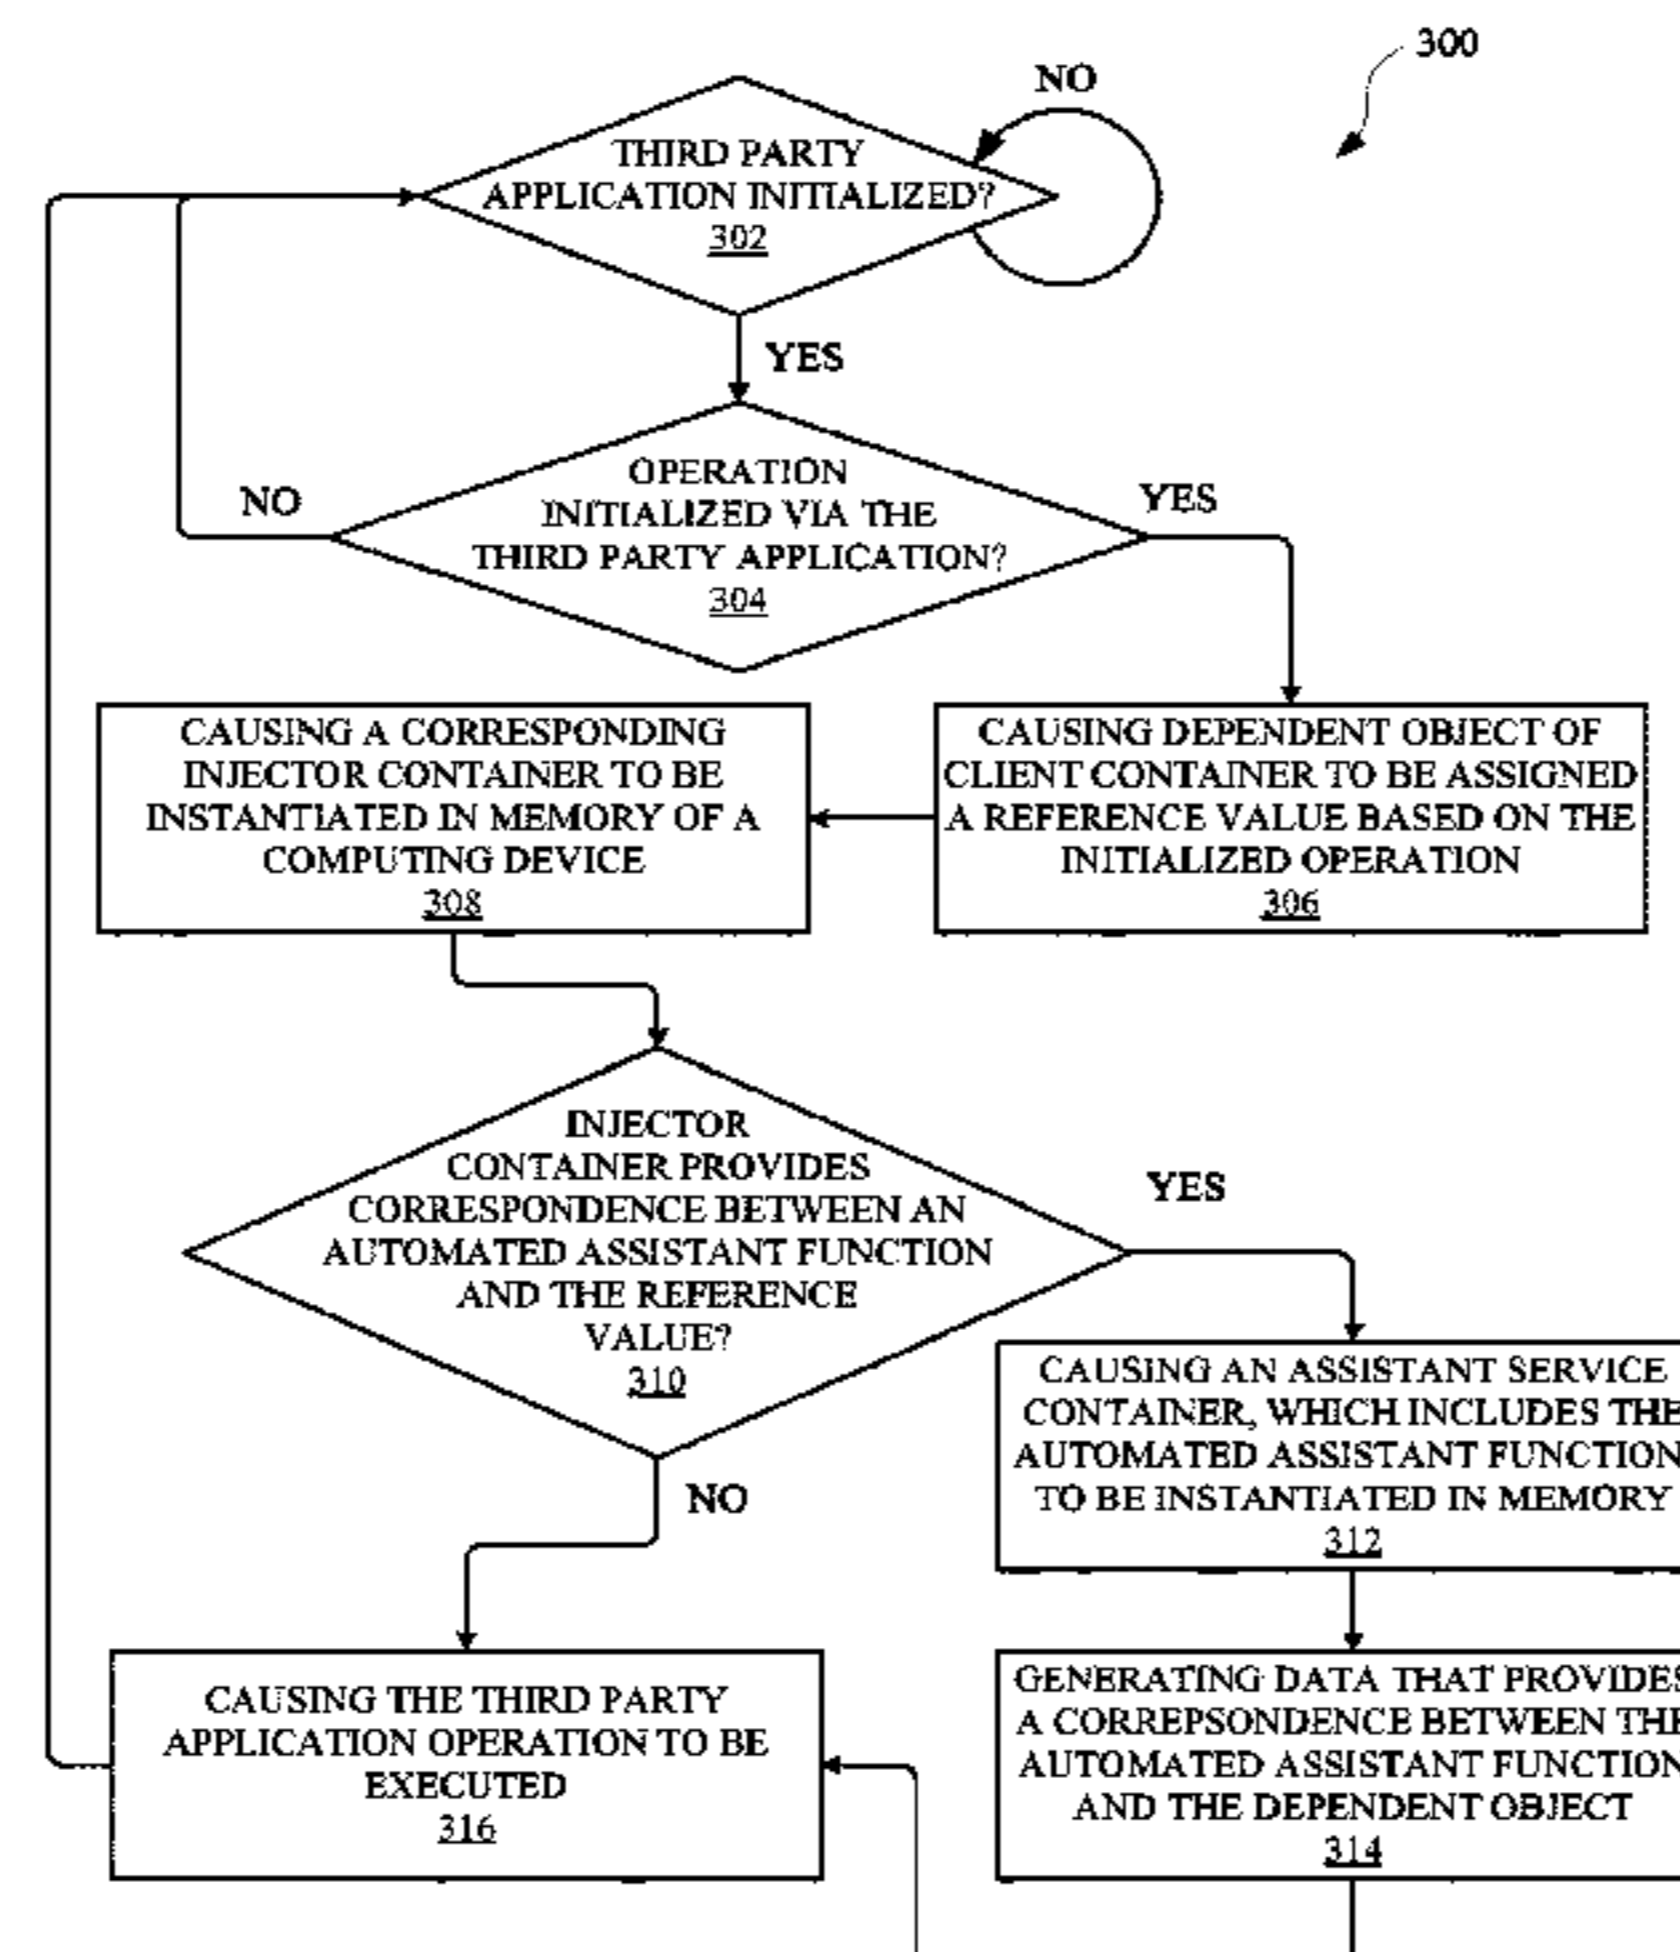 300
NO
THIRD PARTY
APPLICATION INITIALIZED?
302
YES
OPERATION
INITIALIZED VIA THE
THIRD PARTY APPLICATION?
304
NO
YES
CAUSING A CORRESPONDING
INJECTOR CONTAINER TO BE
INSTANTIATED IN MEMORY OF A
COMPUTING DEVICE
308
CAUSING DEPENDENT OBJECT OF
CLIENT CONTAINER TO BE ASSIGNED
A REFERENCE VALUE BASED ON THE
INITIALIZED OPERATION
306
INJECTOR
CONTAINER PROVIDES
CORRESPONDENCE BETWEEN AN
AUTOMATED ASSISTANT FUNCTION
AND THE REFERENCE
VALUE?
310
YES
NO
CAUSING AN ASSISTANT SERVICE
CONTAINER, WHICH INCLUDES THE
AUTOMATED ASSISTANT FUNCTION
TO BE INSTANTIATED IN MEMORY
312
CAUSING THE THIRD PARTY
APPLICATION OPERATION TO BE
EXECUTED
316
GENERATING DATA THAT PROVIDES
A CORREPSONDENCE BETWEEN THE
AUTOMATED ASSISTANT FUNCTION
AND THE DEPENDENT OBJECT
314